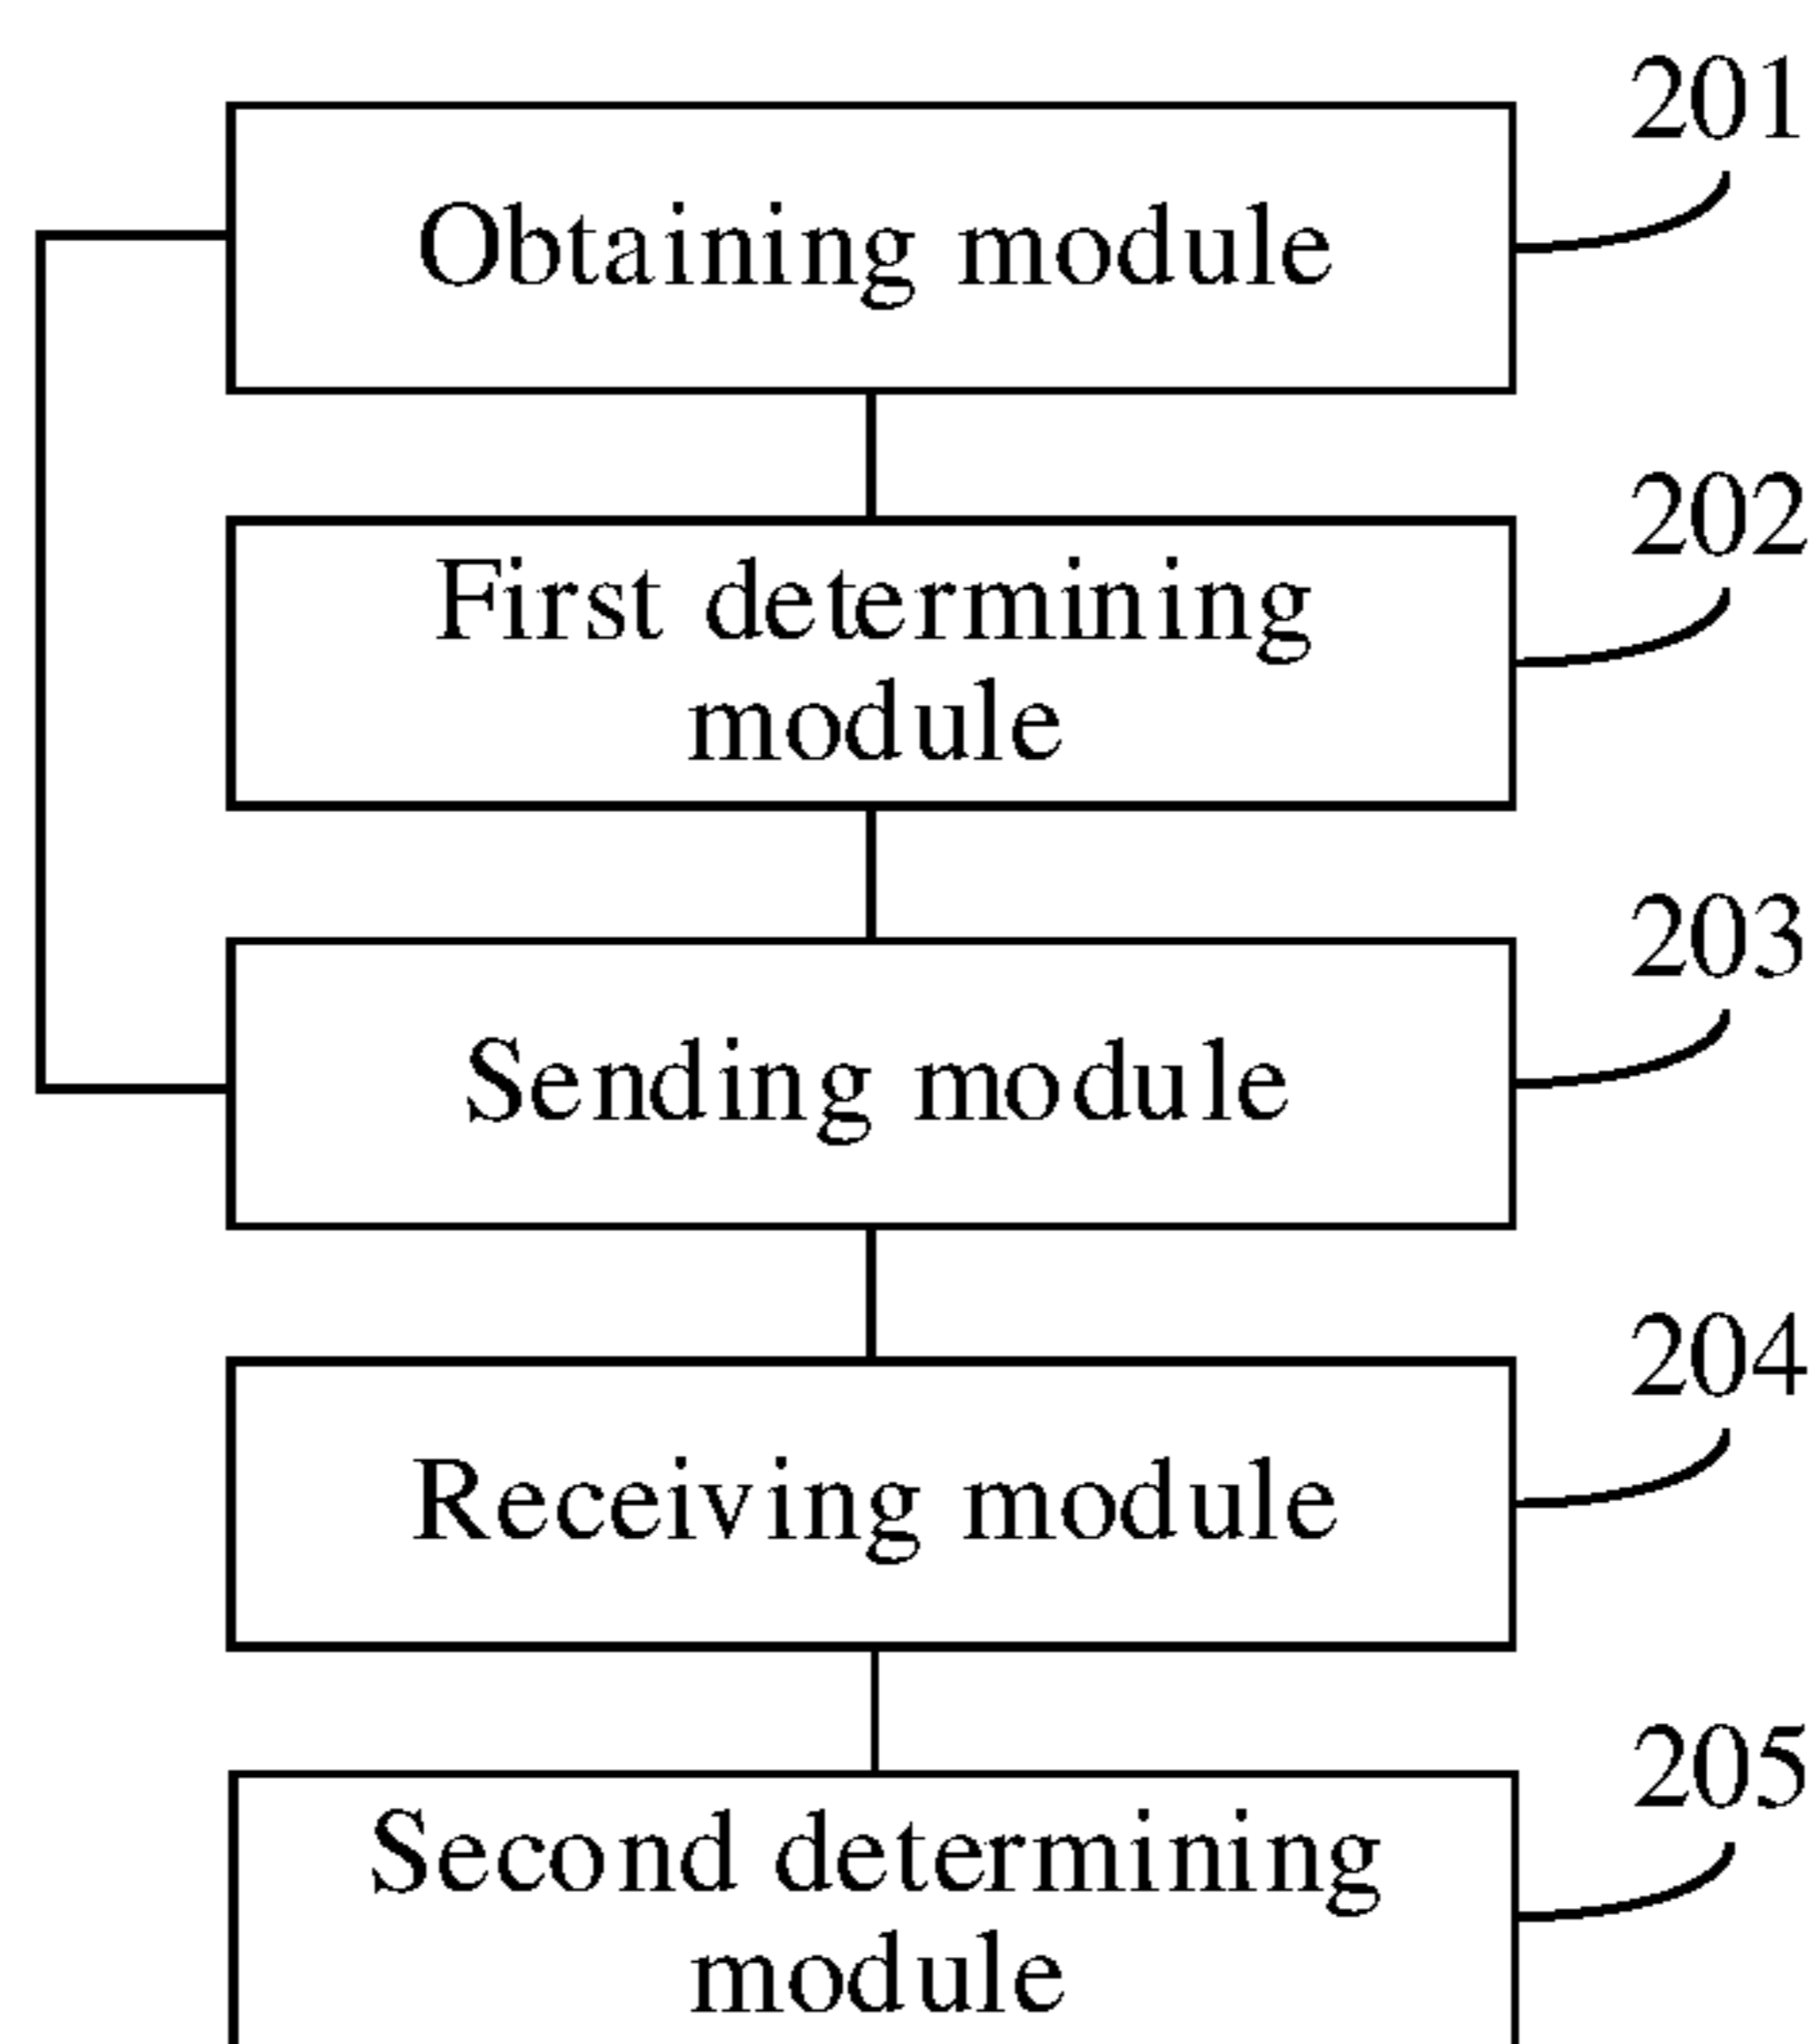 201
Obtaining module
202
First determining
module
203
Sending module
204
Receiving module
205
Second determining
module